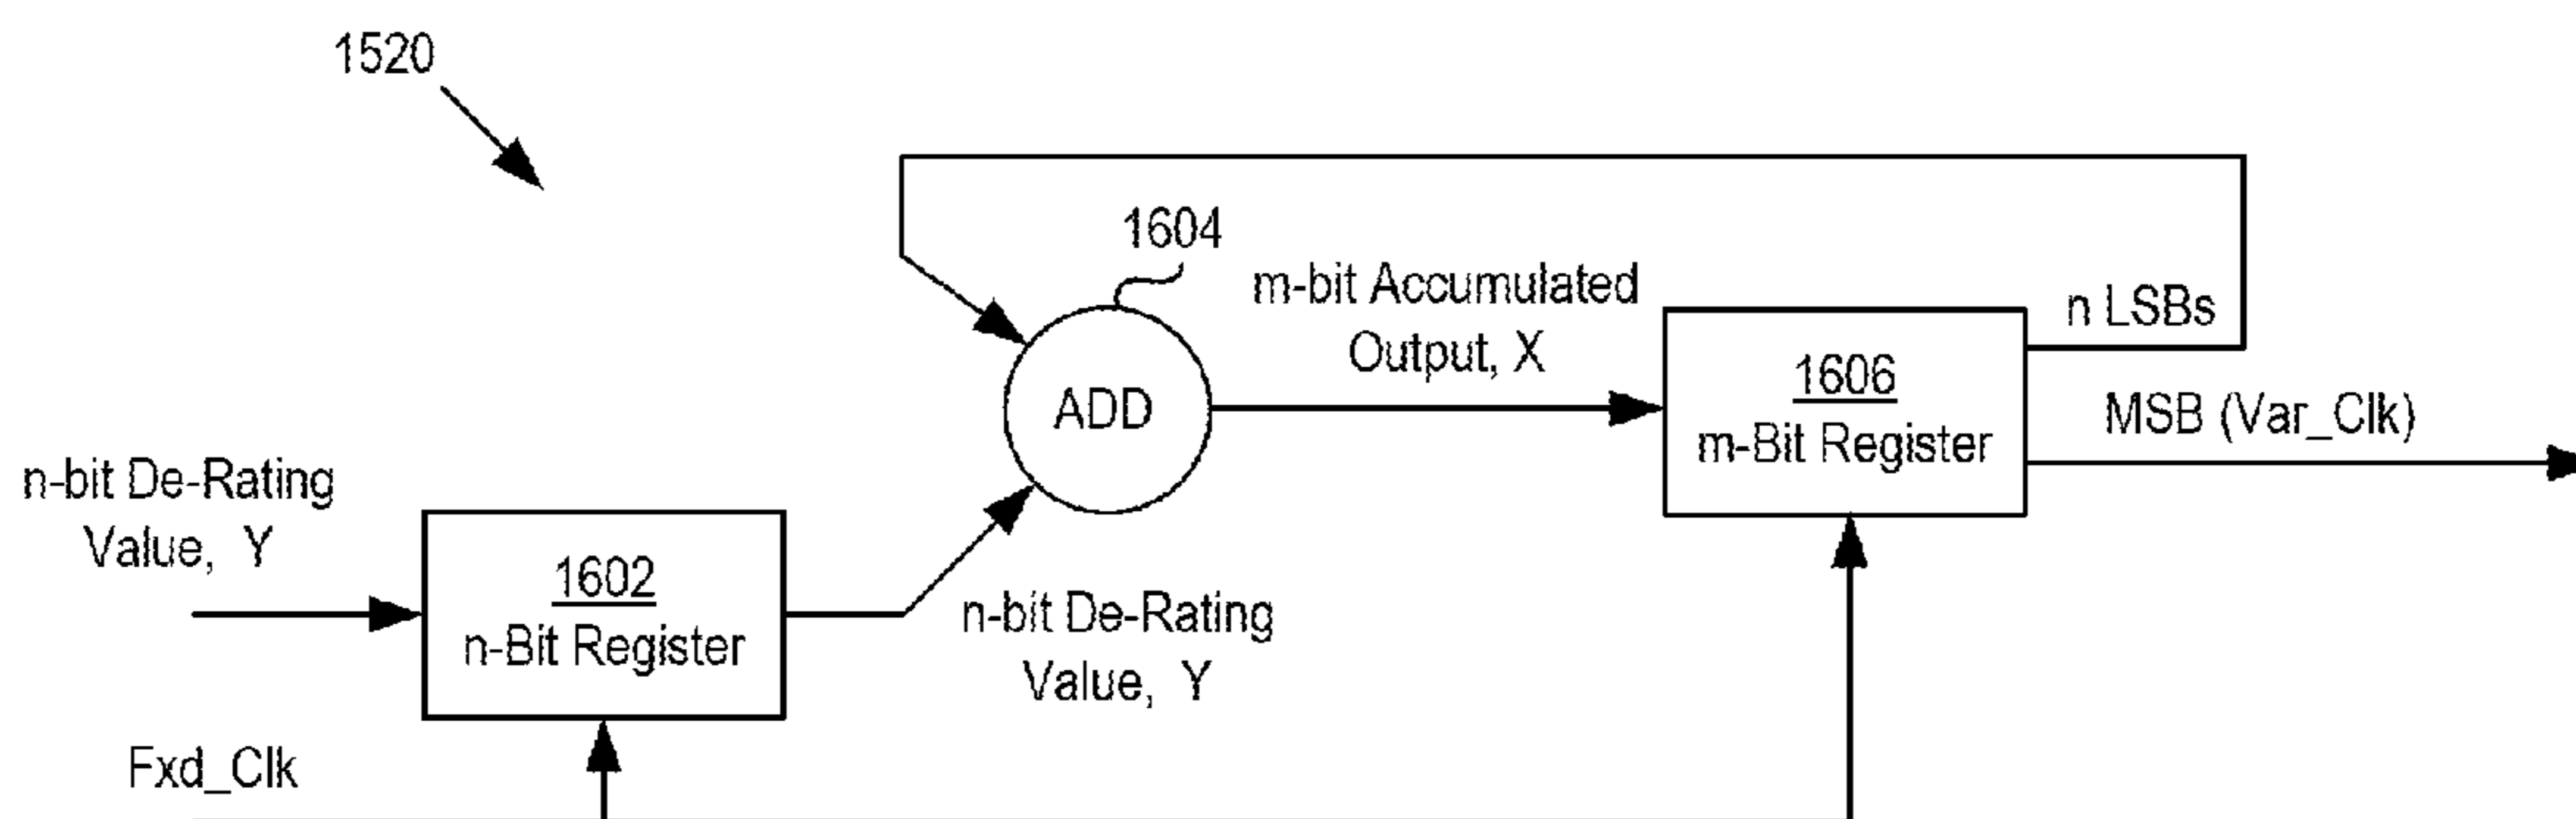 1520
1604
m-bit Accumulated
Output, X
n LSBs
1606
m-Bit Register
MSB (Var_Clk)
ADD
n-bit De-Rating
Value, Y
1602
n-Bit Register
n-bit De-Rating
Value, Y
Fxd_Clk